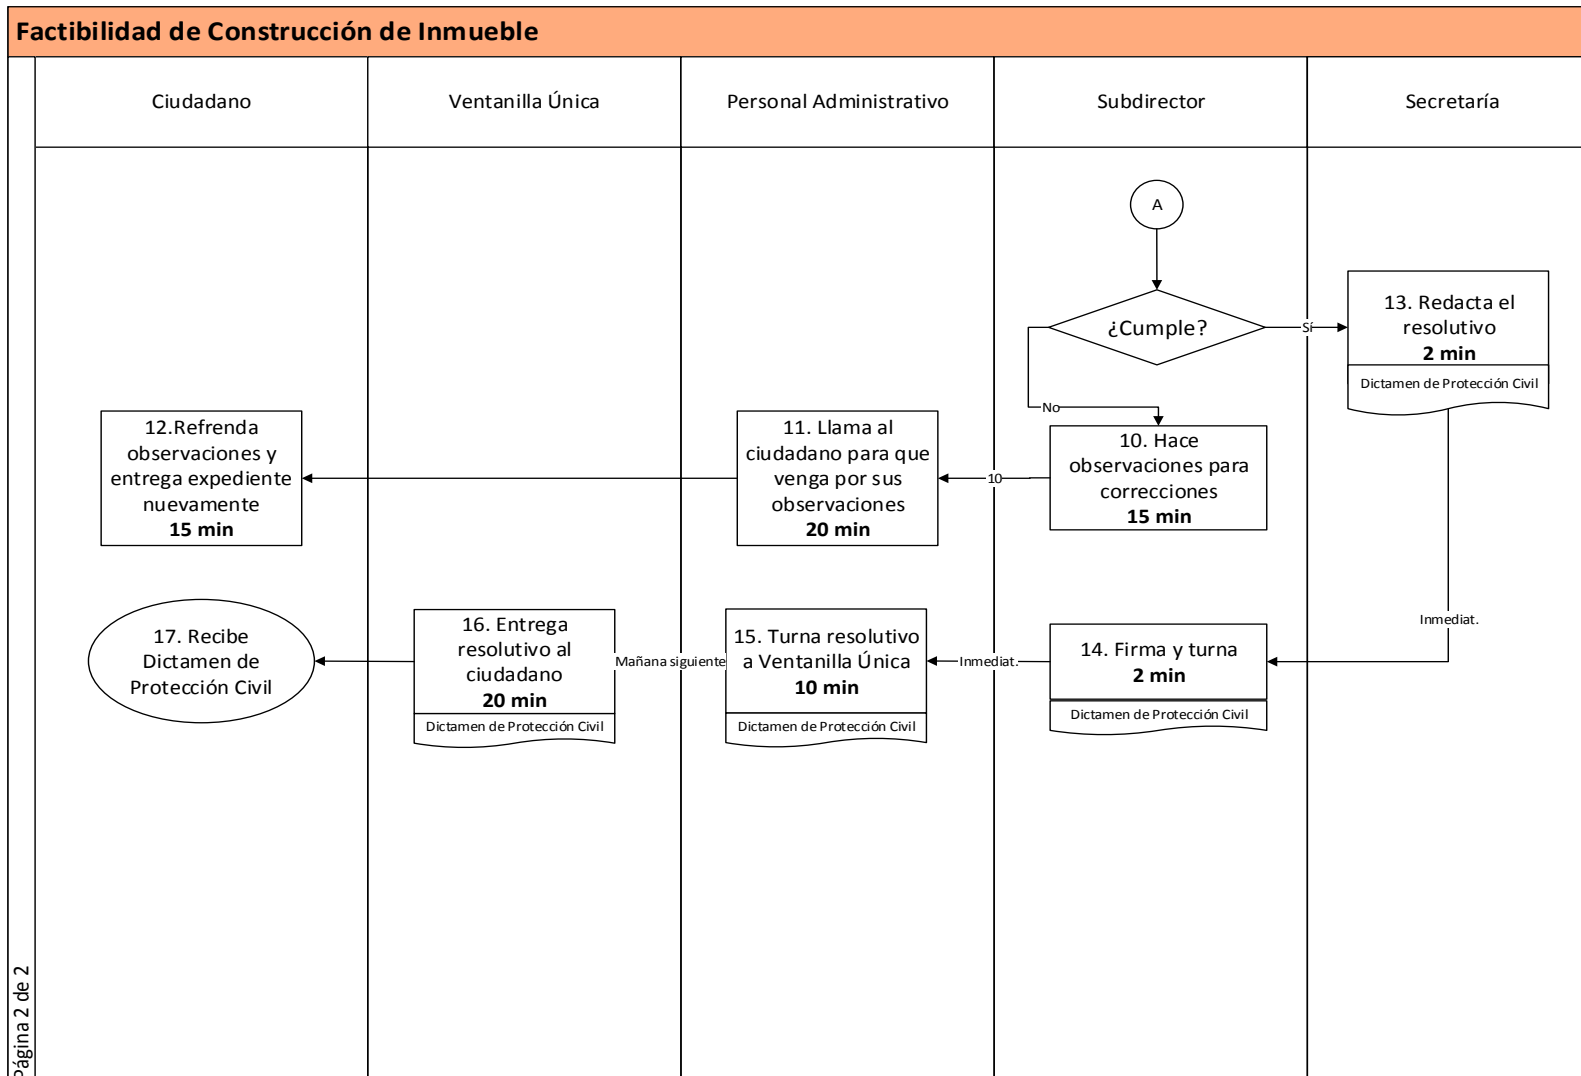 Factibilidad de Construcción de Inmueble
Ciudadano
Ventanilla Única
Personal Administrativo
Subdirector
Secretaría
A
¿Cumple?
Sí
No
13. Redacta el
resolutivo
2 min
Dictamen de Protección Civil
12.Refrenda
observaciones y
entrega expediente
nuevamente
15 min
11. Llama al
ciudadano para que
venga por sus
observaciones
20 min
10
10. Hace
observaciones para
correcciones
15 min
Inmediat.
17. Recibe
Dictamen de
Protección Civil
16. Entrega
resolutivo al
ciudadano
20 min
Dictamen de Protección Civil
Mañana siguiente
15. Turna resolutivo
a Ventanilla Única
10 min
Dictamen de Protección Civil
Inmediat.
14. Firma y turna
2 min
Dictamen de Protección Civil
Página 2 de 2